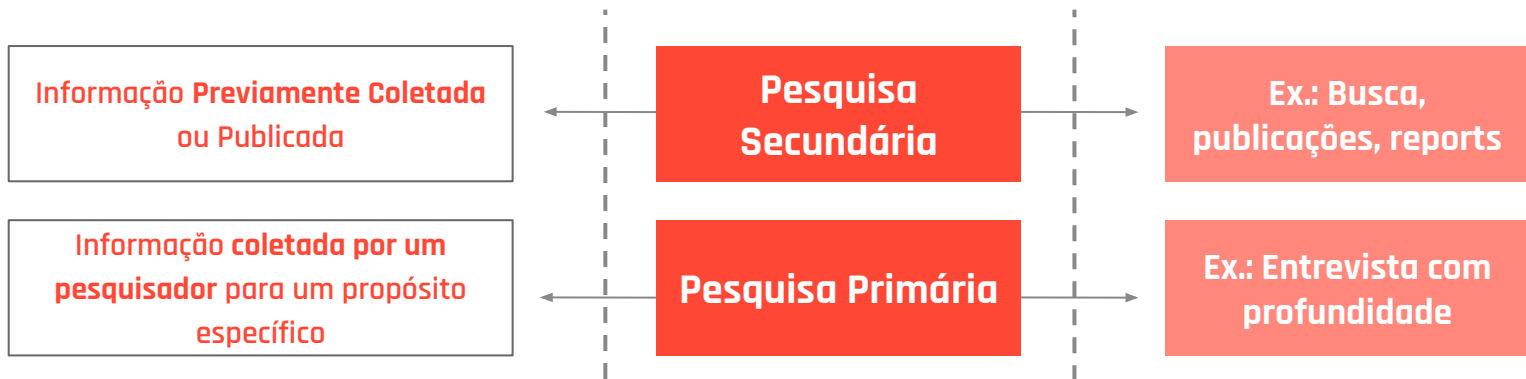 Informação Previamente Coletada
ou Publicada
Pesquisa
Secundária
Ex.: Busca,
publicações, reports
Informação coletada por um
pesquisador para um propósito
específico
Pesquisa Primária
Ex.: Entrevista com
profundidade